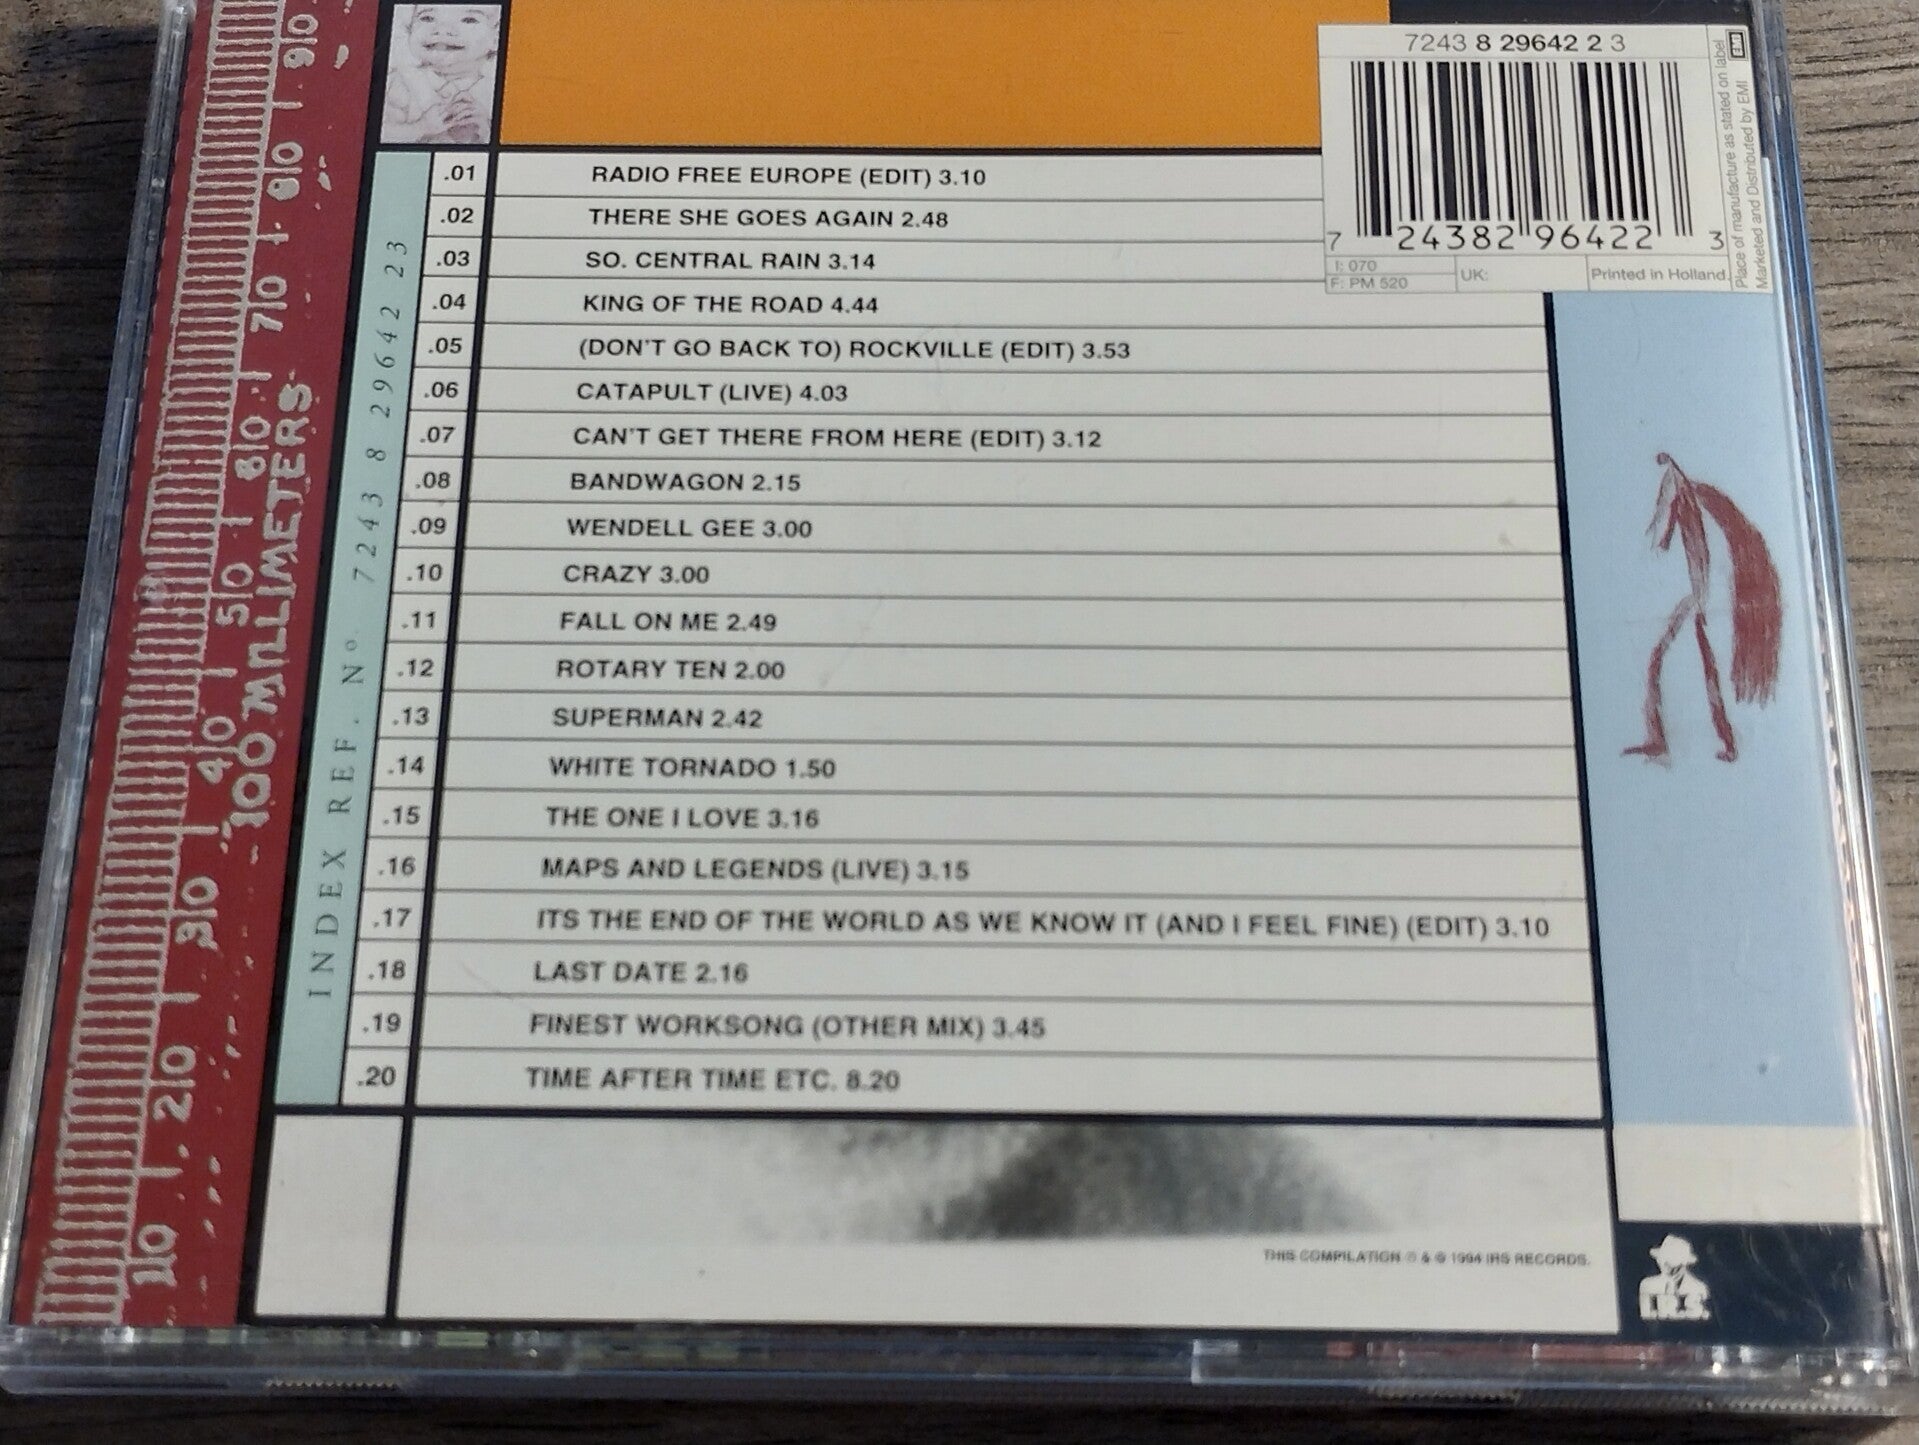 7243 8 29642 2 3
7 24382 96422 3
I: 070
F: PM 520
UK:
Printed in Holland.
Place of manufacture as stated on label
Marketed and Distributed by EMI
EMI
.01 RADIO FREE EUROPE (EDIT) 3.10
.02 THERE SHE GOES AGAIN 2.48
.03 SO. CENTRAL RAIN 3.14
.04 KING OF THE ROAD 4.44
.05 (DON'T GO BACK TO) ROCKVILLE (EDIT) 3.53
.06 CATAPULT (LIVE) 4.03
.07 CAN'T GET THERE FROM HERE (EDIT) 3.12
.08 BANDWAGON 2.15
.09 WENDELL GEE 3.00
.10 CRAZY 3.00
.11 FALL ON ME 2.49
.12 ROTARY TEN 2.00
.13 SUPERMAN 2.42
.14 WHITE TORNADO 1.50
.15 THE ONE I LOVE 3.16
.16 MAPS AND LEGENDS (LIVE) 3.15
.17 ITS THE END OF THE WORLD AS WE KNOW IT (AND I FEEL FINE) (EDIT) 3.10
.18 LAST DATE 2.16
.19 FINEST WORKSONG (OTHER MIX) 3.45
.20 TIME AFTER TIME ETC. 8.20
INDEX REF. Nº. 7243 8 29642 23
10 20 30 40 50 60 70 80 90
100 MILLIMETERS
THIS COMPILATION ℗ & © 1994 IRS RECORDS.
I.R.S.